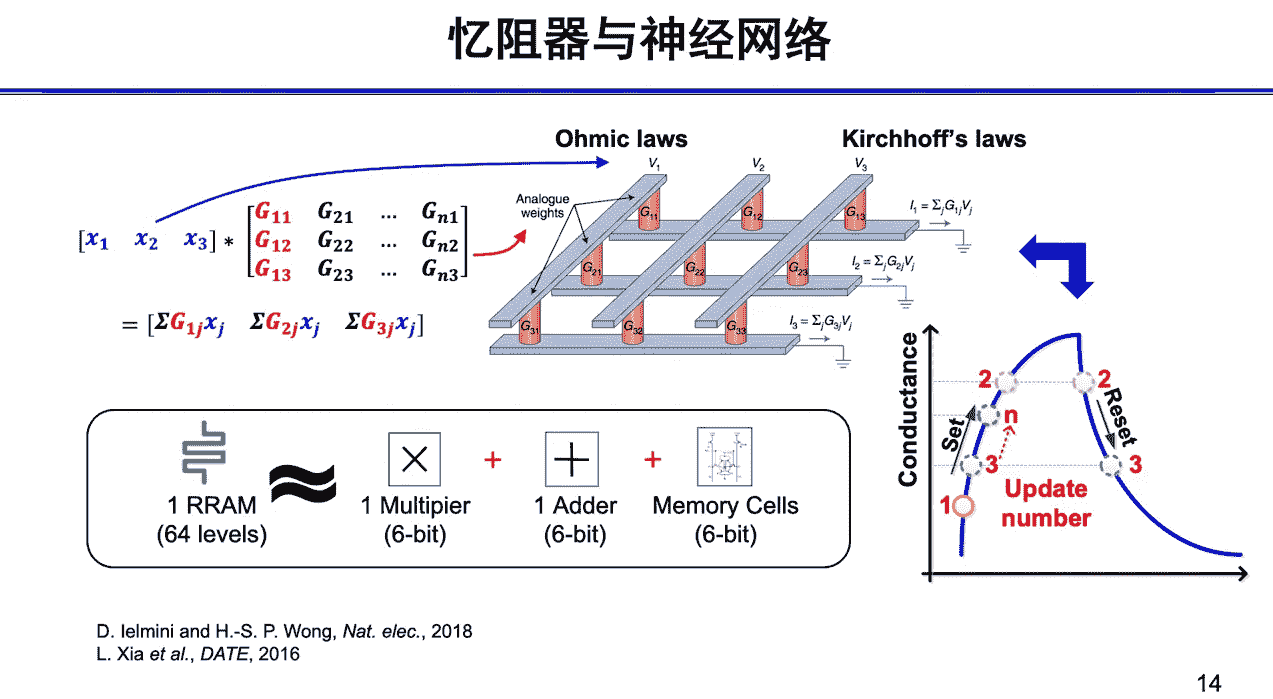 忆阻器与神经网络
Ohmic laws
Kirchhoff's laws
V1 V2 V3
Analogue
weights
[x1 x2 x3] * [G11 G21 ... Gn1
G12 G22 ... Gn2
G13 G23 ... Gn3]
= [ΣG1jxj ΣG2jxj ΣG3jxj]
G11 G12 G13
I1 = ΣjG1jVj
G21 G22 G23
I2 = ΣjG2jVj
G31 G32 G33
I3 = ΣjG3jVj
1 RRAM
(64 levels)
≈
×
1 Multipier
(6-bit)
+
+
1 Adder
(6-bit)
+
Memory Cells
(6-bit)
Conductance
Set
Reset
1
3
n
2
2
3
Update
number
D. Ielmini and H.-S. P. Wong, Nat. elec., 2018
L. Xia et al., DATE, 2016
14